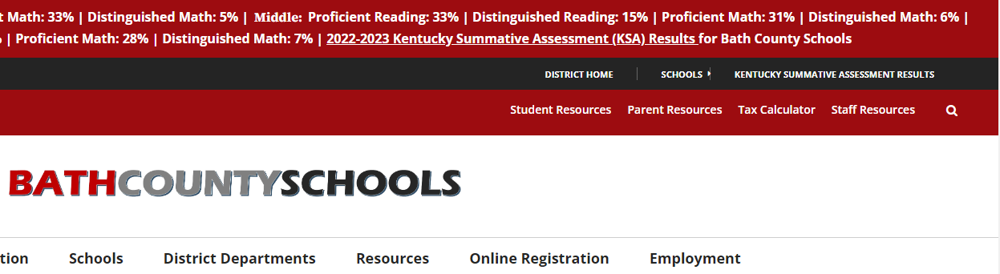 t Math: 33% | Distinguished Math: 5% | Middle: Proficient Reading: 33% | Distinguished Reading: 15% | Proficient Math: 31% | Distinguished Math: 6% |
| Proficient Math: 28% | Distinguished Math: 7% | 2022-2023 Kentucky Summative Assessment (KSA) Results for Bath County Schools
DISTRICT HOME SCHOOLS KENTUCKY SUMMATIVE ASSESSMENT RESULTS
Student Resources Parent Resources Tax Calculator Staff Resources
BATHCOUNTYSCHOOLS
tion Schools District Departments Resources Online Registration Employment